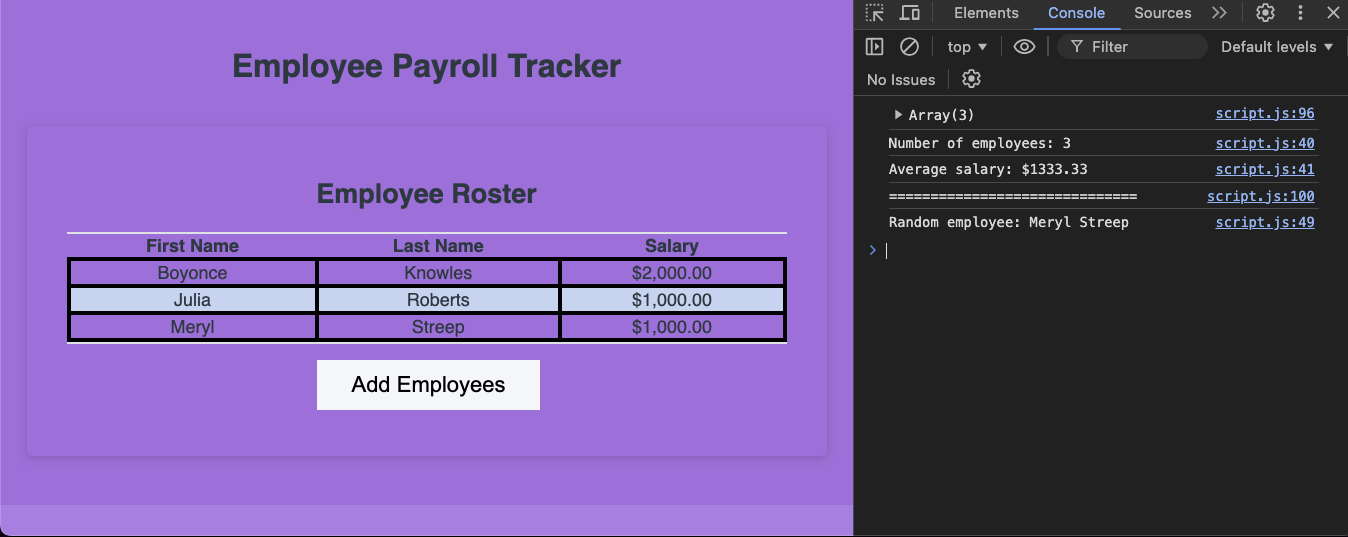 Employee Payroll Tracker
Employee Roster
First Name Last Name Salary
Boyonce Knowles $2,000.00
Julia Roberts $1,000.00
Meryl Streep $1,000.00
Add Employees
Elements Console Sources
top Filter Default levels
No Issues
Array(3) script.js:96
Number of employees: 3 script.js:40
Average salary: $1333.33 script.js:41
============================== script.js:100
Random employee: Meryl Streep script.js:49